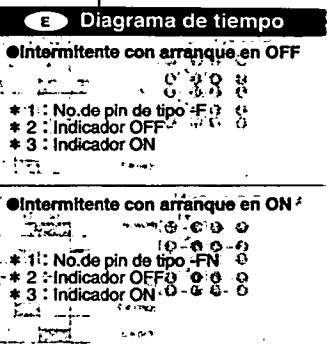 E Diagrama de tiempo
●Intermitente con arranque en OFF
* 1 : No.de pin de tipo -F
* 2 : Indicador OFF
* 3 : Indicador ON
●Intermitente con arranque en ON
* 1 : No.de pin de tipo -FN
* 2 : Indicador OFF
* 3 : Indicador ON